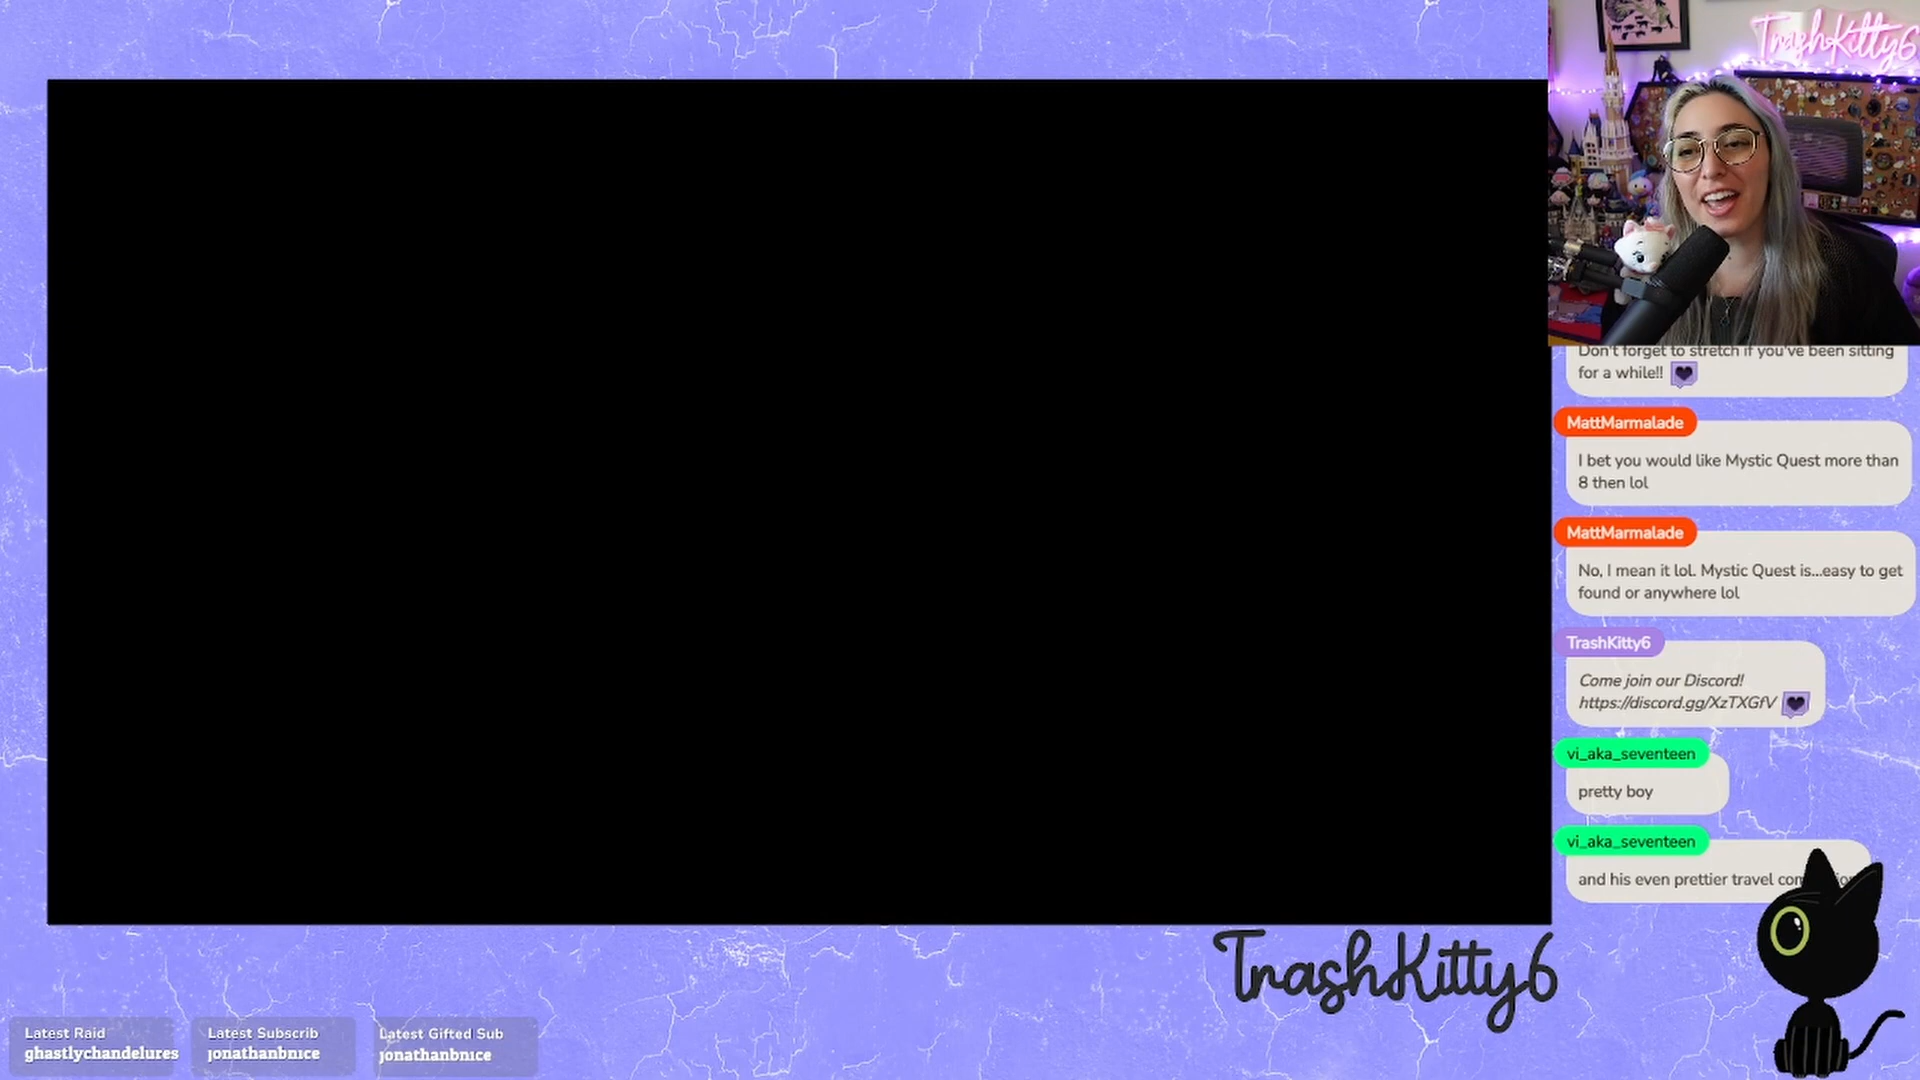 TrashKitty6
Don't forget to stretch if you've been sitting
for a while!!
MattMarmalade
I bet you would like Mystic Quest more than
8 then lol
MattMarmalade
No, I mean it lol. Mystic Quest is...easy to get
found or anywhere lol
TrashKitty6
Come join our Discord!
https://discord.gg/XzTXGfV
vi_aka_seventeen
pretty boy
vi_aka_seventeen
and his even prettier travel
TrashKitty6
Latest Raid
ghastlychandelures
Latest Subscrib
jonathanbnice
Latest Gifted Sub
jonathanbnice